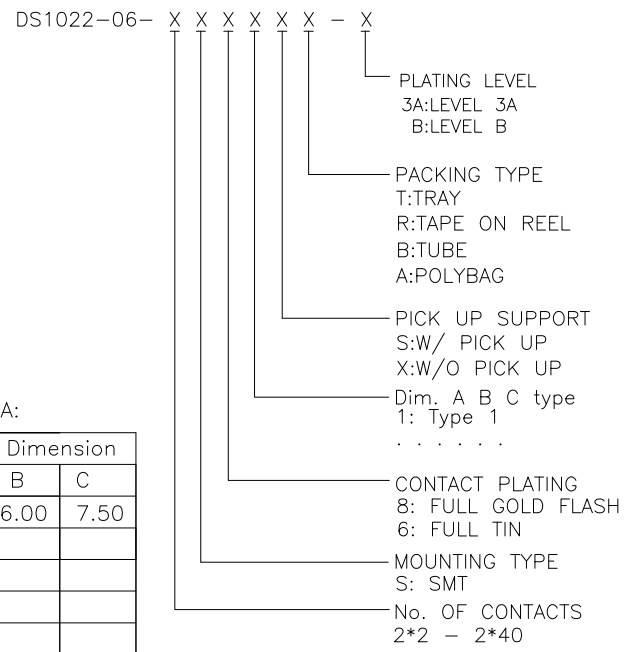 DS1022-06- X X X X X X - X
PLATING LEVEL
3A:LEVEL 3A
B:LEVEL B
PACKING TYPE
T:TRAY
R:TAPE ON REEL
B:TUBE
A:POLYBAG
PICK UP SUPPORT
S:W/ PICK UP
X:W/O PICK UP
Dim. A B C type
1: Type 1
. . . . . .
CONTACT PLATING
8: FULL GOLD FLASH
6: FULL TIN
MOUNTING TYPE
S: SMT
No. OF CONTACTS
2*2 - 2*40
A:
Dimension
B C
6.00 7.50